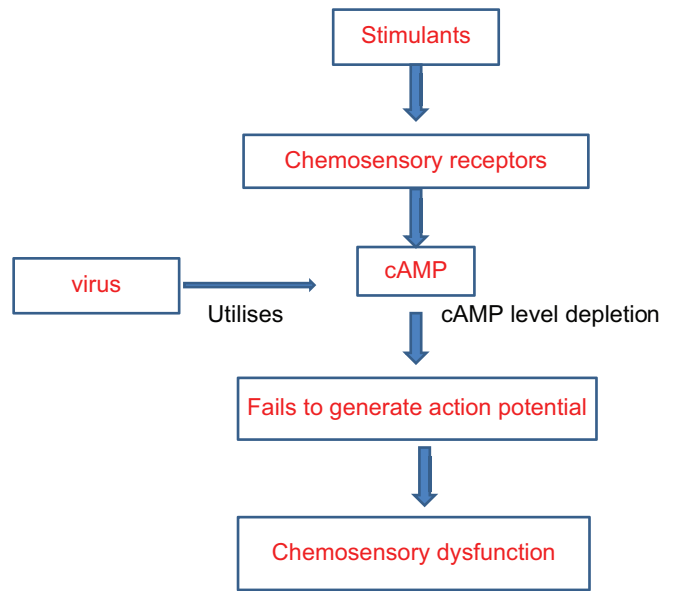 Stimulants
Chemosensory receptors
cAMP
virus
Utilises
cAMP level depletion
Fails to generate action potential
Chemosensory dysfunction